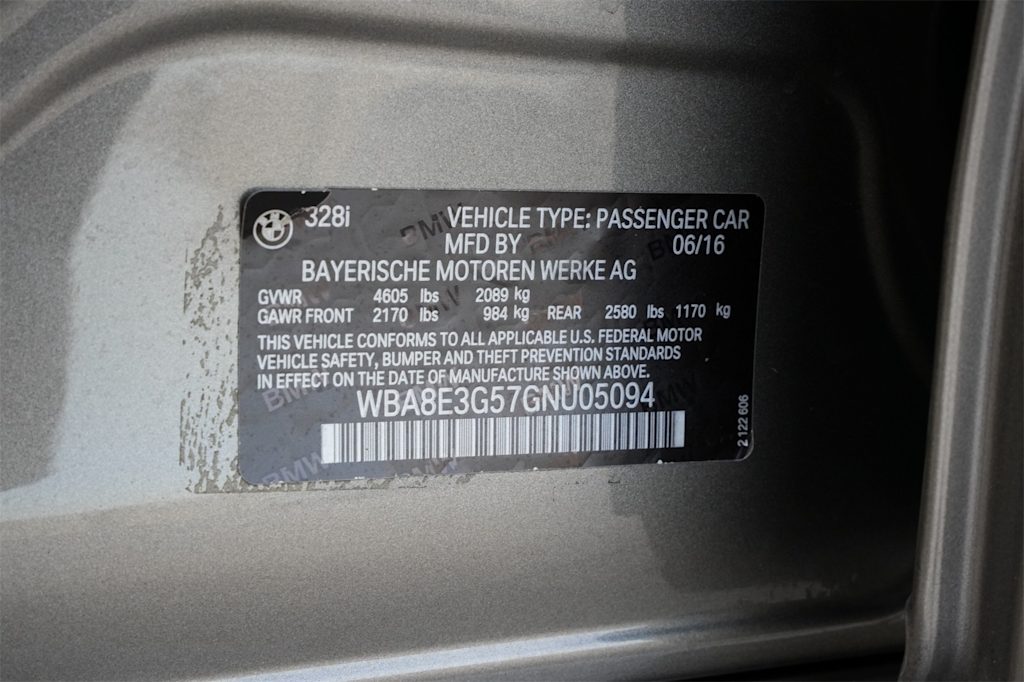 328i VEHICLE TYPE: PASSENGER CAR
MFD BY 06/16
BAYERISCHE MOTOREN WERKE AG
GVWR 4605 lbs 2089 kg
GAWR FRONT 2170 lbs 984 kg REAR 2580 lbs 1170 kg
THIS VEHICLE CONFORMS TO ALL APPLICABLE U.S. FEDERAL MOTOR
VEHICLE SAFETY, BUMPER AND THEFT PREVENTION STANDARDS
IN EFFECT ON THE DATE OF MANUFACTURE SHOWN ABOVE.
WBA8E3G57GNU05094
2 122 606